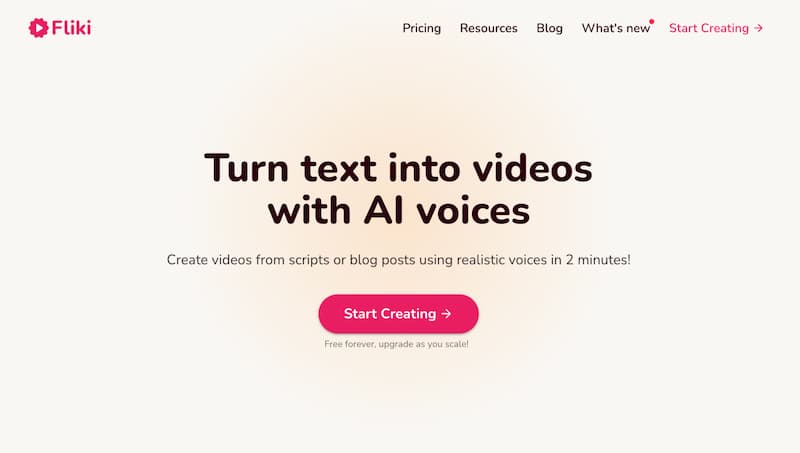 Fliki
Pricing
Resources
Blog
What's new
Start Creating →
Turn text into videos
with AI voices
Create videos from scripts or blog posts using realistic voices in 2 minutes!
Start Creating →
Free forever, upgrade as you scale!